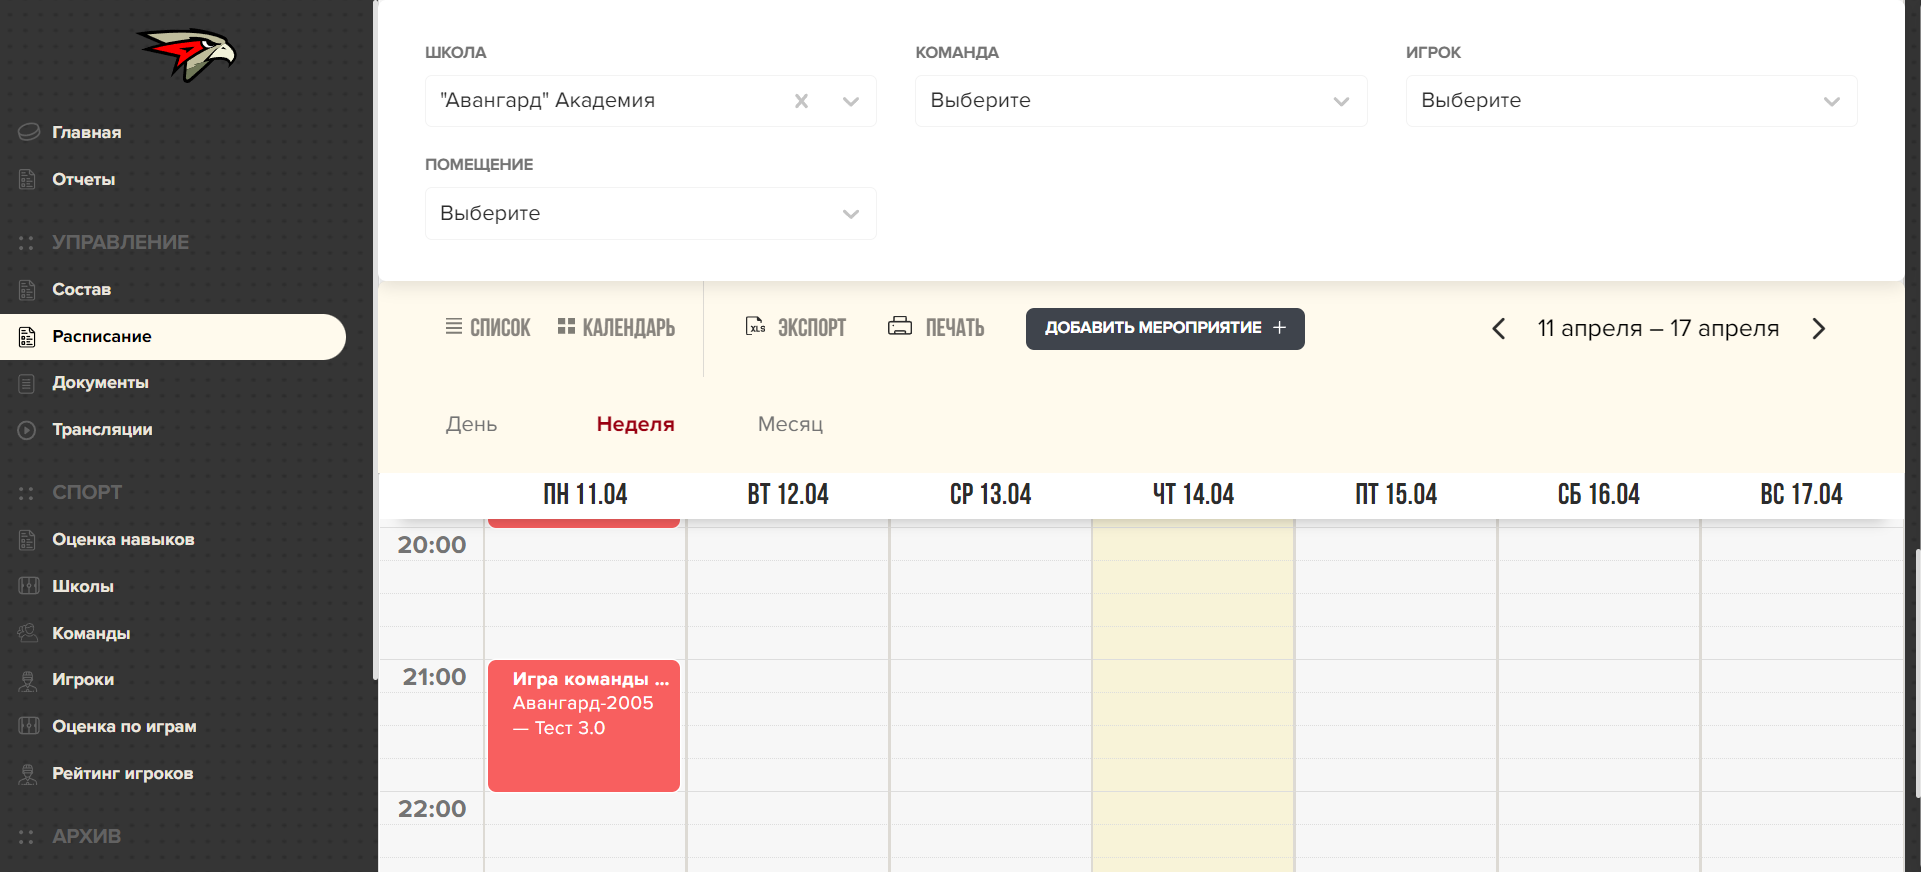 Главная
Отчеты
УПРАВЛЕНИЕ
Состав
Расписание
Документы
Трансляции
СПОРТ
Оценка навыков
Школы
Команды
Игроки
Оценка по играм
Рейтинг игроков
АРХИВ
ШКОЛА
"Авангард" Академия
КОМАНДА
Выберите
ИГРОК
Выберите
ПОМЕЩЕНИЕ
Выберите
СПИСОК
КАЛЕНДАРЬ
XLS ЭКСПОРТ
ПЕЧАТЬ
ДОБАВИТЬ МЕРОПРИЯТИЕ +
11 апреля – 17 апреля
День
Неделя
Месяц
ПН 11.04
ВТ 12.04
СР 13.04
ЧТ 14.04
ПТ 15.04
СБ 16.04
ВС 17.04
20:00
21:00
Игра команды ...
Авангард-2005
— Тест 3.0
22:00